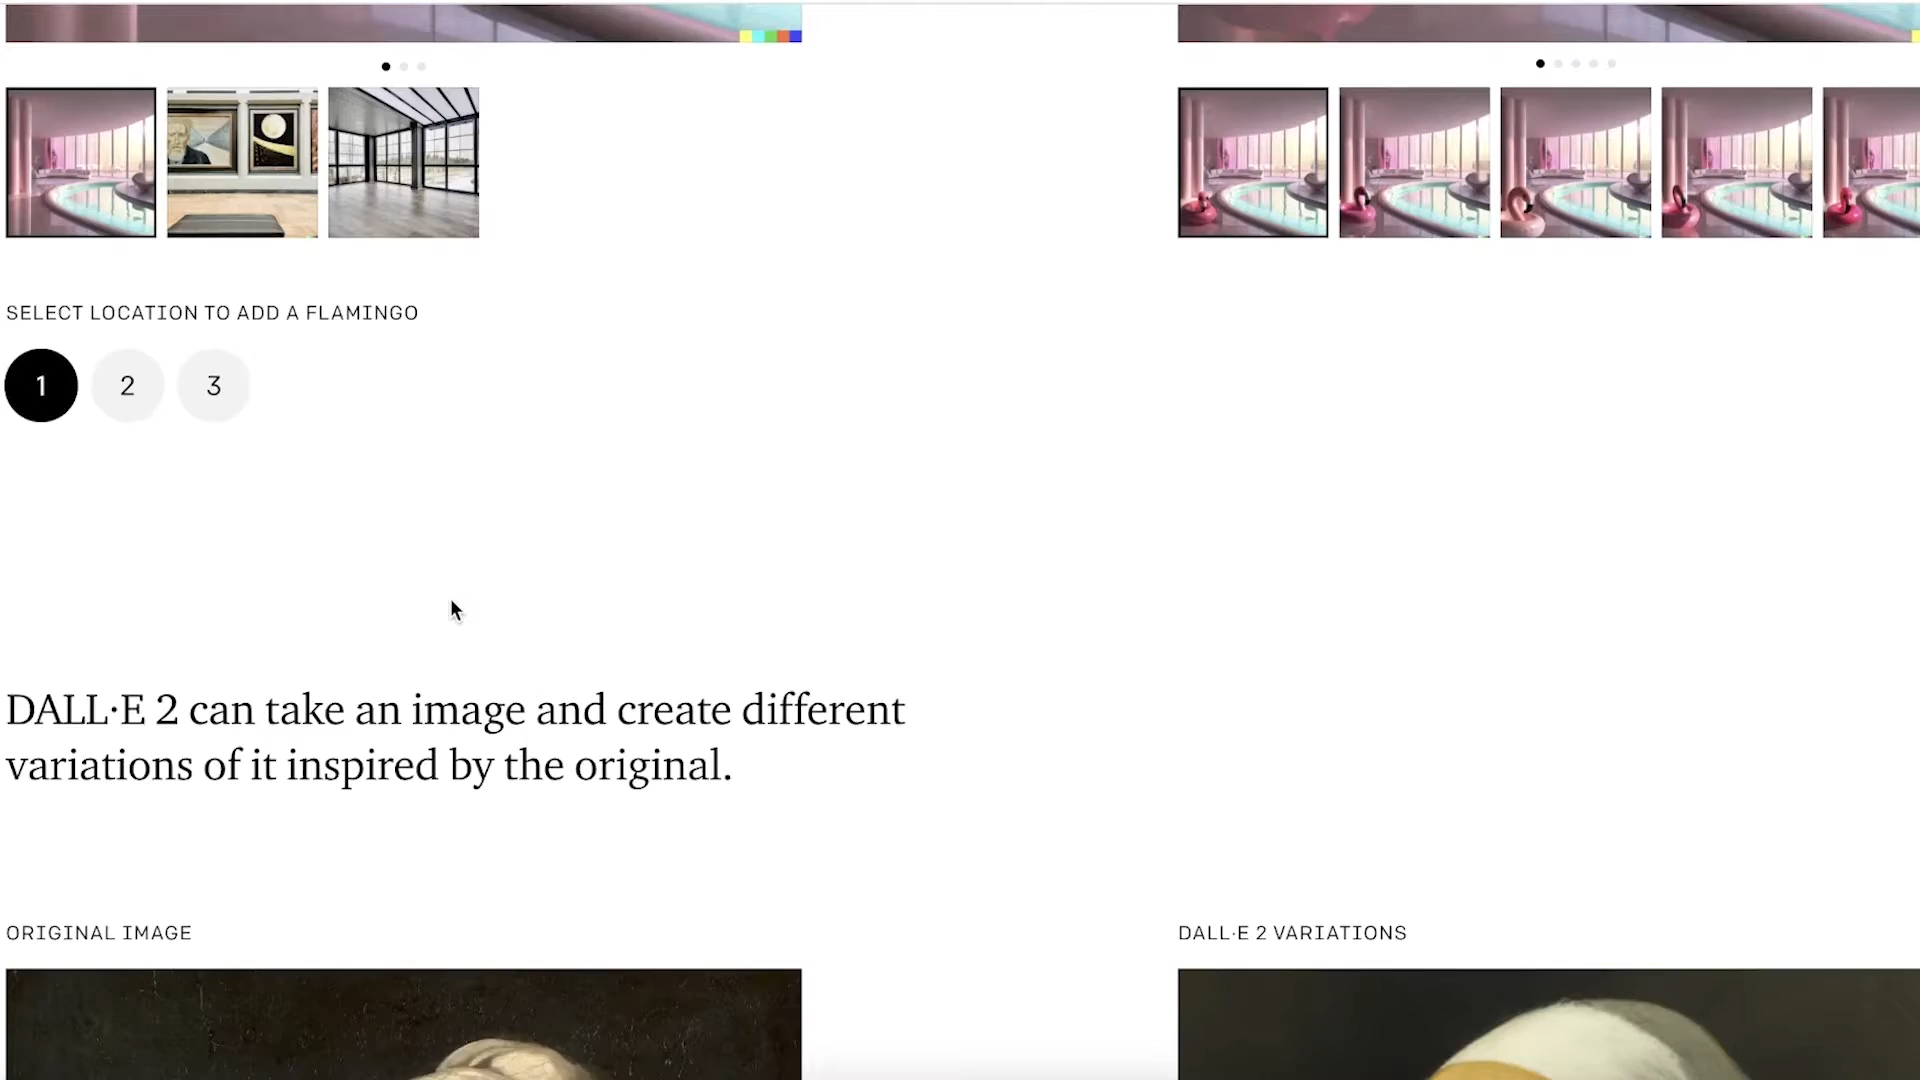 SELECT LOCATION TO ADD A FLAMINGO
1 2 3
DALL·E 2 can take an image and create different
variations of it inspired by the original.
ORIGINAL IMAGE
DALL·E 2 VARIATIONS